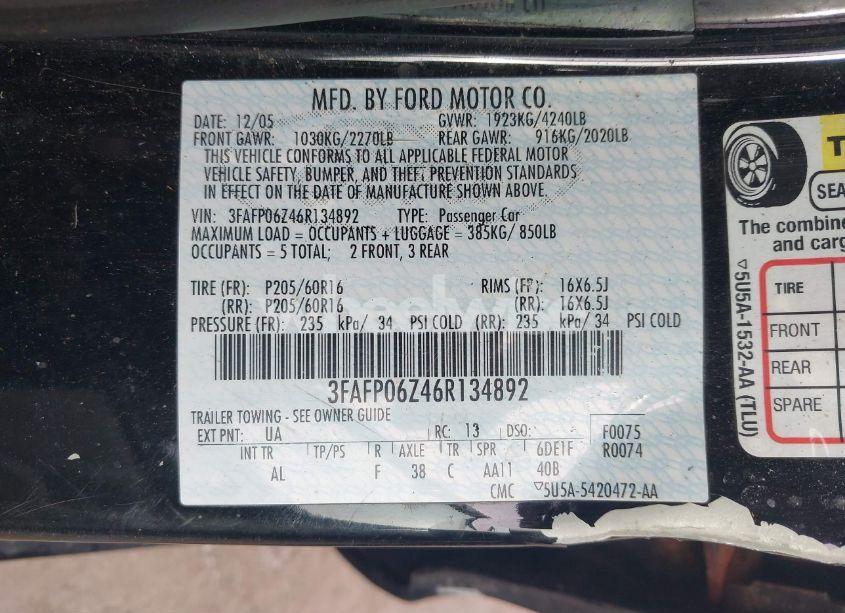 MFD. BY FORD MOTOR CO.
DATE: 12/05 GVWR: 1923KG/4240LB
FRONT GAWR: 1030KG/2270LB REAR GAWR: 916KG/2020LB
THIS VEHICLE CONFORMS TO ALL APPLICABLE FEDERAL MOTOR
VEHICLE SAFETY, BUMPER, AND THEFT PREVENTION STANDARDS
IN EFFECT ON THE DATE OF MANUFACTURE SHOWN ABOVE.
VIN: 3FAFP06Z46R134892 TYPE: Passenger Car
MAXIMUM LOAD = OCCUPANTS + LUGGAGE = 385KG/ 850LB
OCCUPANTS = 5 TOTAL; 2 FRONT, 3 REAR
TIRE (FR): P205/60R16 RIMS (FR): 16X6.5J
(RR): P205/60R16 (RR): 16X6.5J
PRESSURE (FR): 235 kPa/ 34 PSI COLD (RR): 235 kPa/ 34 PSI COLD
3FAFP06Z46R134892
TRAILER TOWING - SEE OWNER GUIDE
EXT PNT: UA RC: 13 DSO: F0075
INT TR TP/PS R AXLE TR SPR 6DE1F R0074
AL F 38 C AA11 40B
CMC ▽5U5A-5420472-AA
SEA
The combine
and carg
TIRE
FRONT
REAR
SPARE
▽5U5A-1532-AA (TLU)